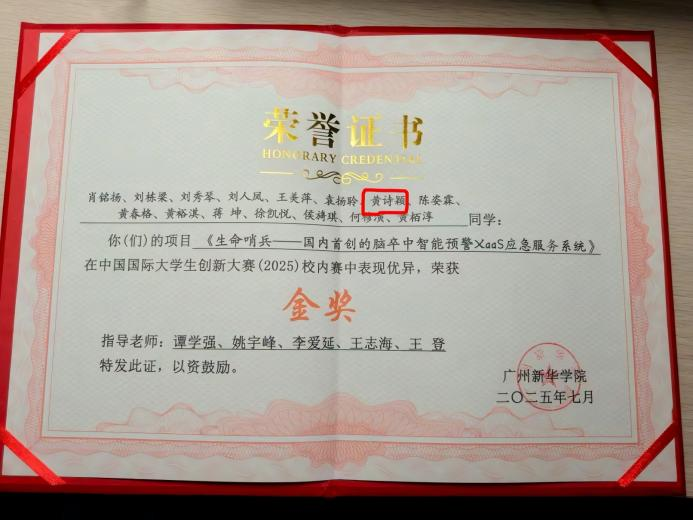 荣誉证书
HONORARY CREDENTIAL
肖铭扬、刘栋梁、刘秀琴、刘人凤、王美萍、袁扬聆、黄诗颖、陈姿霖、
黄春格、黄裕淇、蒋 坤、徐凯悦、侯旖琪、何穆滨、黄栢淳 同学:
你(们)的项目《生命哨兵——国内首创的脑卒中智能预警XaaS应急服务系统》
在中国国际大学生创新大赛(2025)校内赛中表现优异,荣获
金奖
指导老师:谭学强、姚宇峰、李爱延、王志海、王 登
特发此证,以资鼓励。
广州新华学院
二〇二五年七月